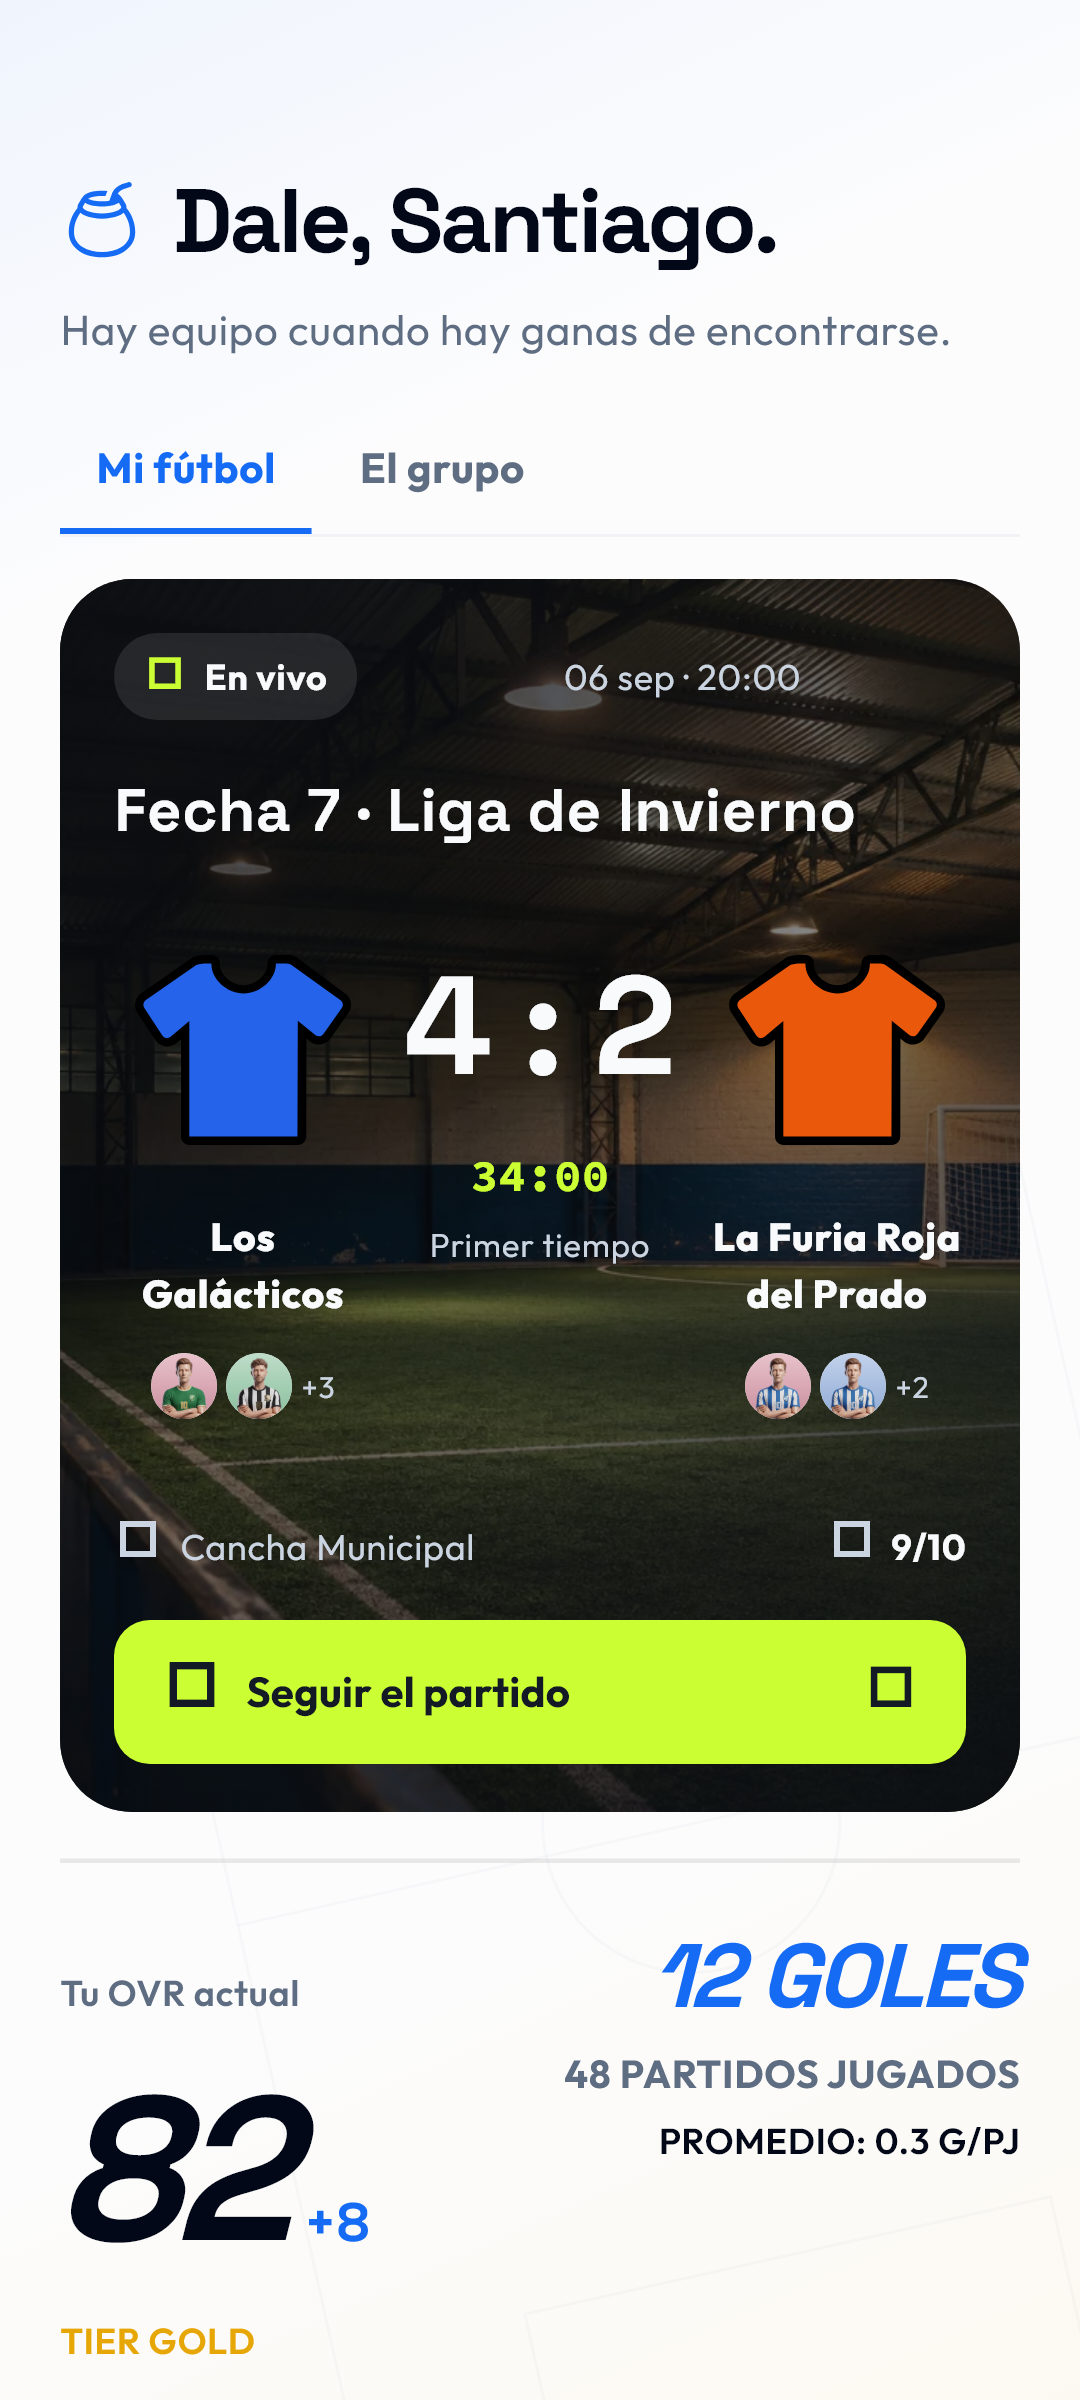 Dale, Santiago.
Hay equipo cuando hay ganas de encontrarse.
Mi fútbol
El grupo
En vivo
06 sep · 20:00
Fecha 7 · Liga de Invierno
4 : 2
34:00
Primer tiempo
Los
Galácticos
La Furia Roja
del Prado
+3
+2
Cancha Municipal
9/10
Seguir el partido
Tu OVR actual
12 GOLES
48 PARTIDOS JUGADOS
PROMEDIO: 0.3 G/PJ
82
+8
TIER GOLD